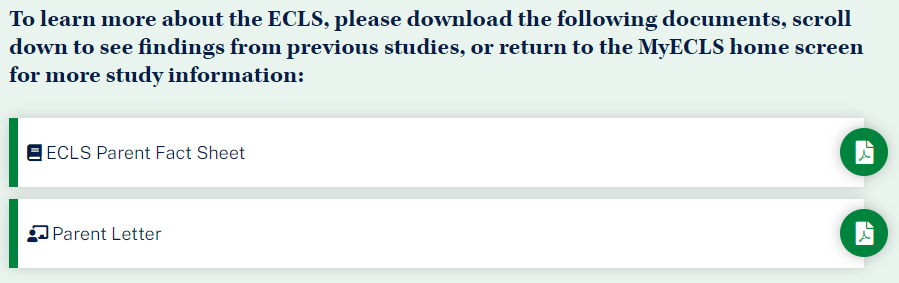 To learn more about the ECLS, please download the following documents, scroll
down to see findings from previous studies, or return to the MyECLS home screen
for more study information:
ECLS Parent Fact Sheet
Parent Letter